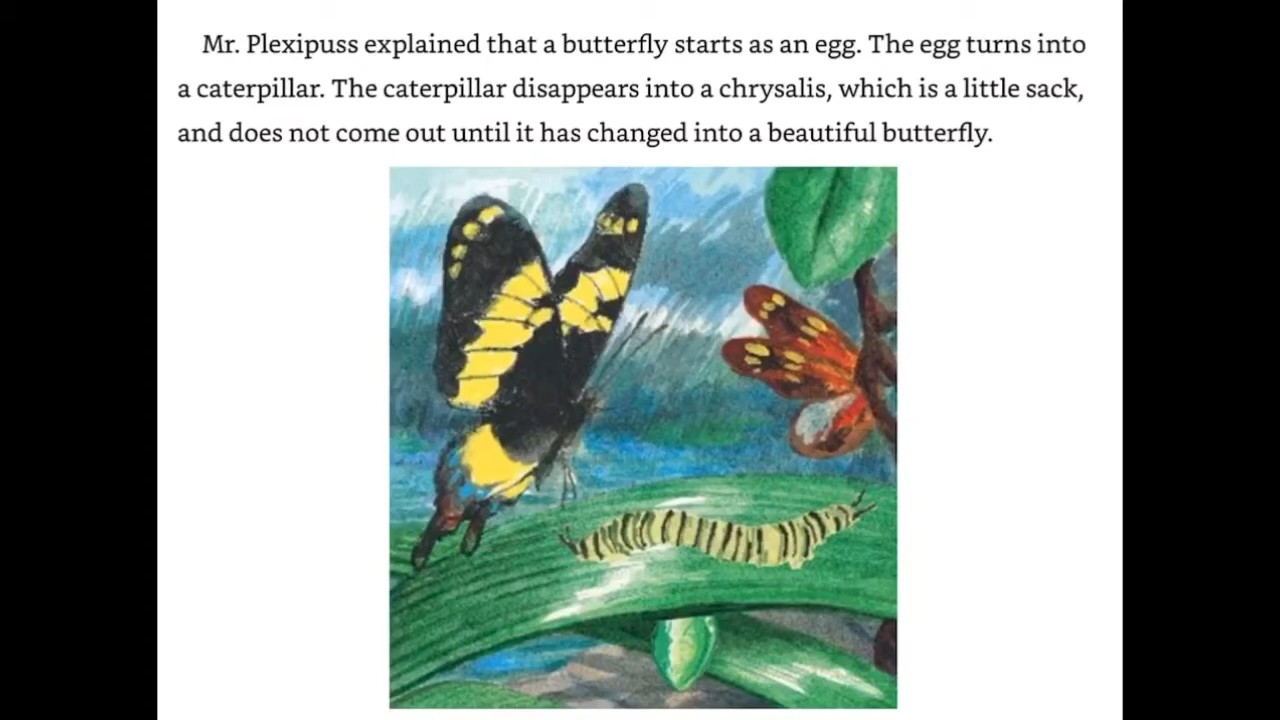 Mr. Plexipuss explained that a butterfly starts as an egg. The egg turns into
a caterpillar. The caterpillar disappears into a chrysalis, which is a little sack,
and does not come out until it has changed into a beautiful butterfly.